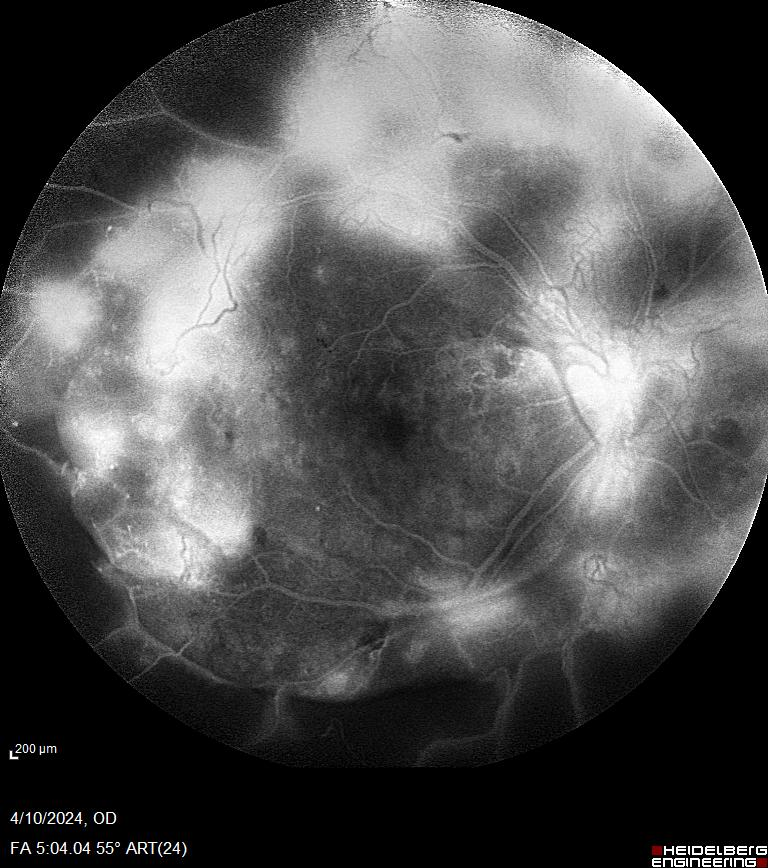 200 µm
4/10/2024, OD
FA 5:04.04 55° ART(24)
HEIDELBERG
ENGINEERING